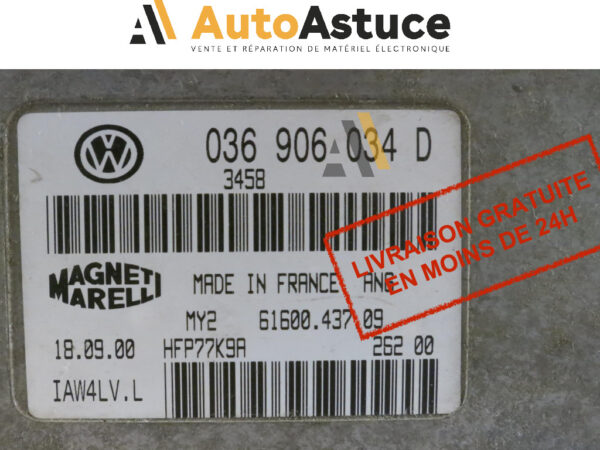 AutoAstuce
VENTE ET RÉPARATION DE MATÉRIEL ÉLECTRONIQUE
VW
036 906 034 D
3458
LIVRAISON GRATUITE
EN MOINS DE 24H
MAGNETI
MARELLI
MADE IN FRANCE
MY2 61600.437.09
18.09.00 HFP77K9A 262 00
IAW4LV.L